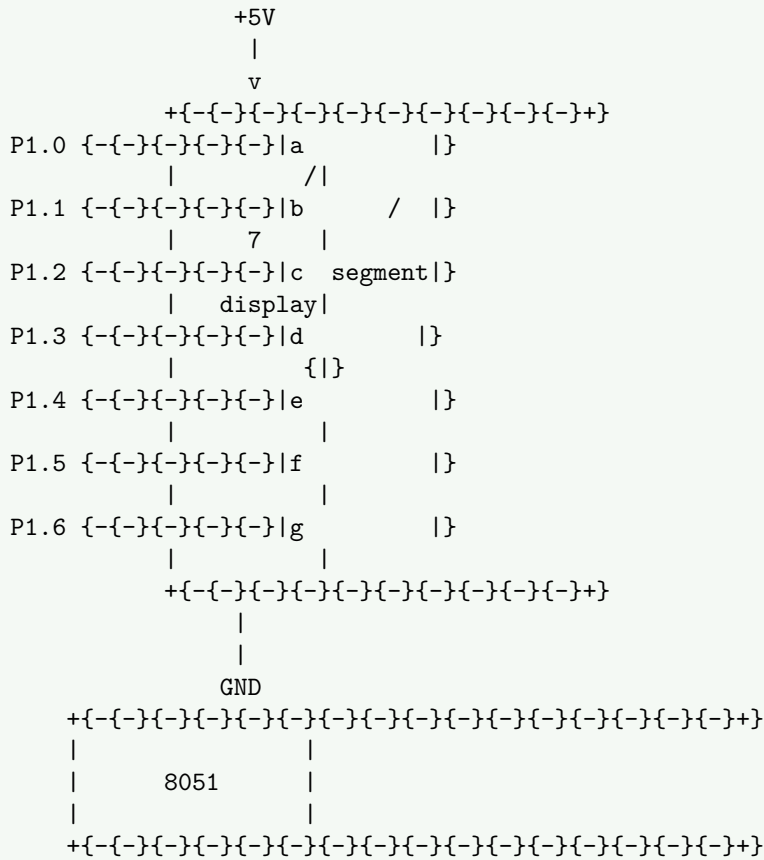 +5V
|
v
+{-{-}{-}{-}{-}{-}{-}{-}{-}{-}+}
P1.0 {-{-}{-}{-}{-}|a |}
| /|
P1.1 {-{-}{-}{-}{-}|b / |}
| 7 |
P1.2 {-{-}{-}{-}{-}|c segment|}
| display|
P1.3 {-{-}{-}{-}{-}|d |}
| {|}
P1.4 {-{-}{-}{-}{-}|e |}
| |
P1.5 {-{-}{-}{-}{-}|f |}
| |
P1.6 {-{-}{-}{-}{-}|g |}
| |
+{-{-}{-}{-}{-}{-}{-}{-}{-}{-}+}
|
|
GND
+{-{-}{-}{-}{-}{-}{-}{-}{-}{-}{-}{-}{-}{-}{-}+}
| |
| 8051 |
| |
+{-{-}{-}{-}{-}{-}{-}{-}{-}{-}{-}{-}{-}{-}{-}+}